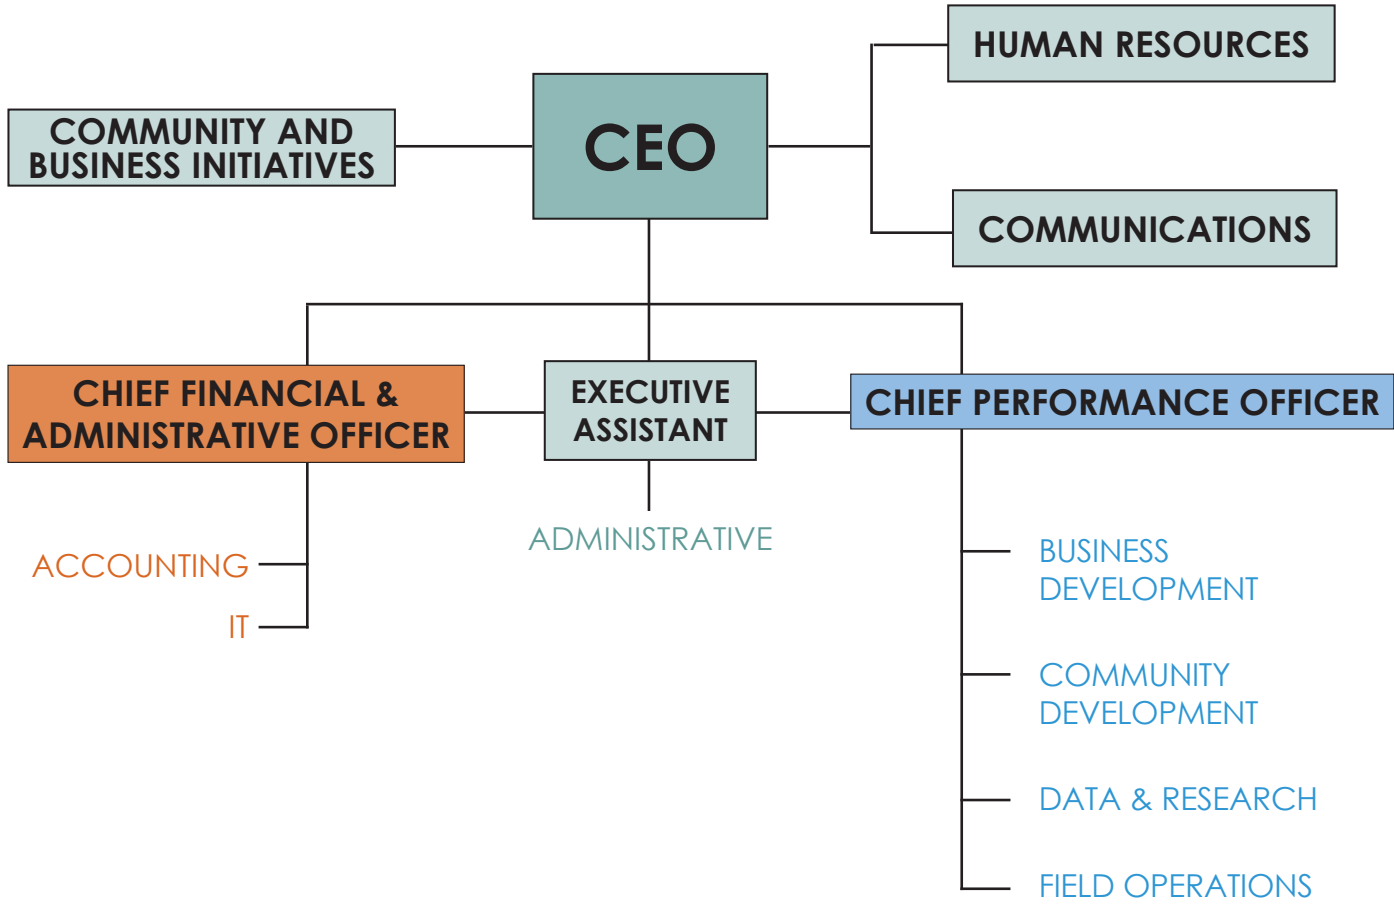 HUMAN RESOURCES
COMMUNITY AND
BUSINESS INITIATIVES
CEO
COMMUNICATIONS
CHIEF FINANCIAL &
ADMINISTRATIVE OFFICER
EXECUTIVE
ASSISTANT
CHIEF PERFORMANCE OFFICER
ACCOUNTING
IT
ADMINISTRATIVE
BUSINESS
DEVELOPMENT
COMMUNITY
DEVELOPMENT
DATA & RESEARCH
FIELD OPERATIONS